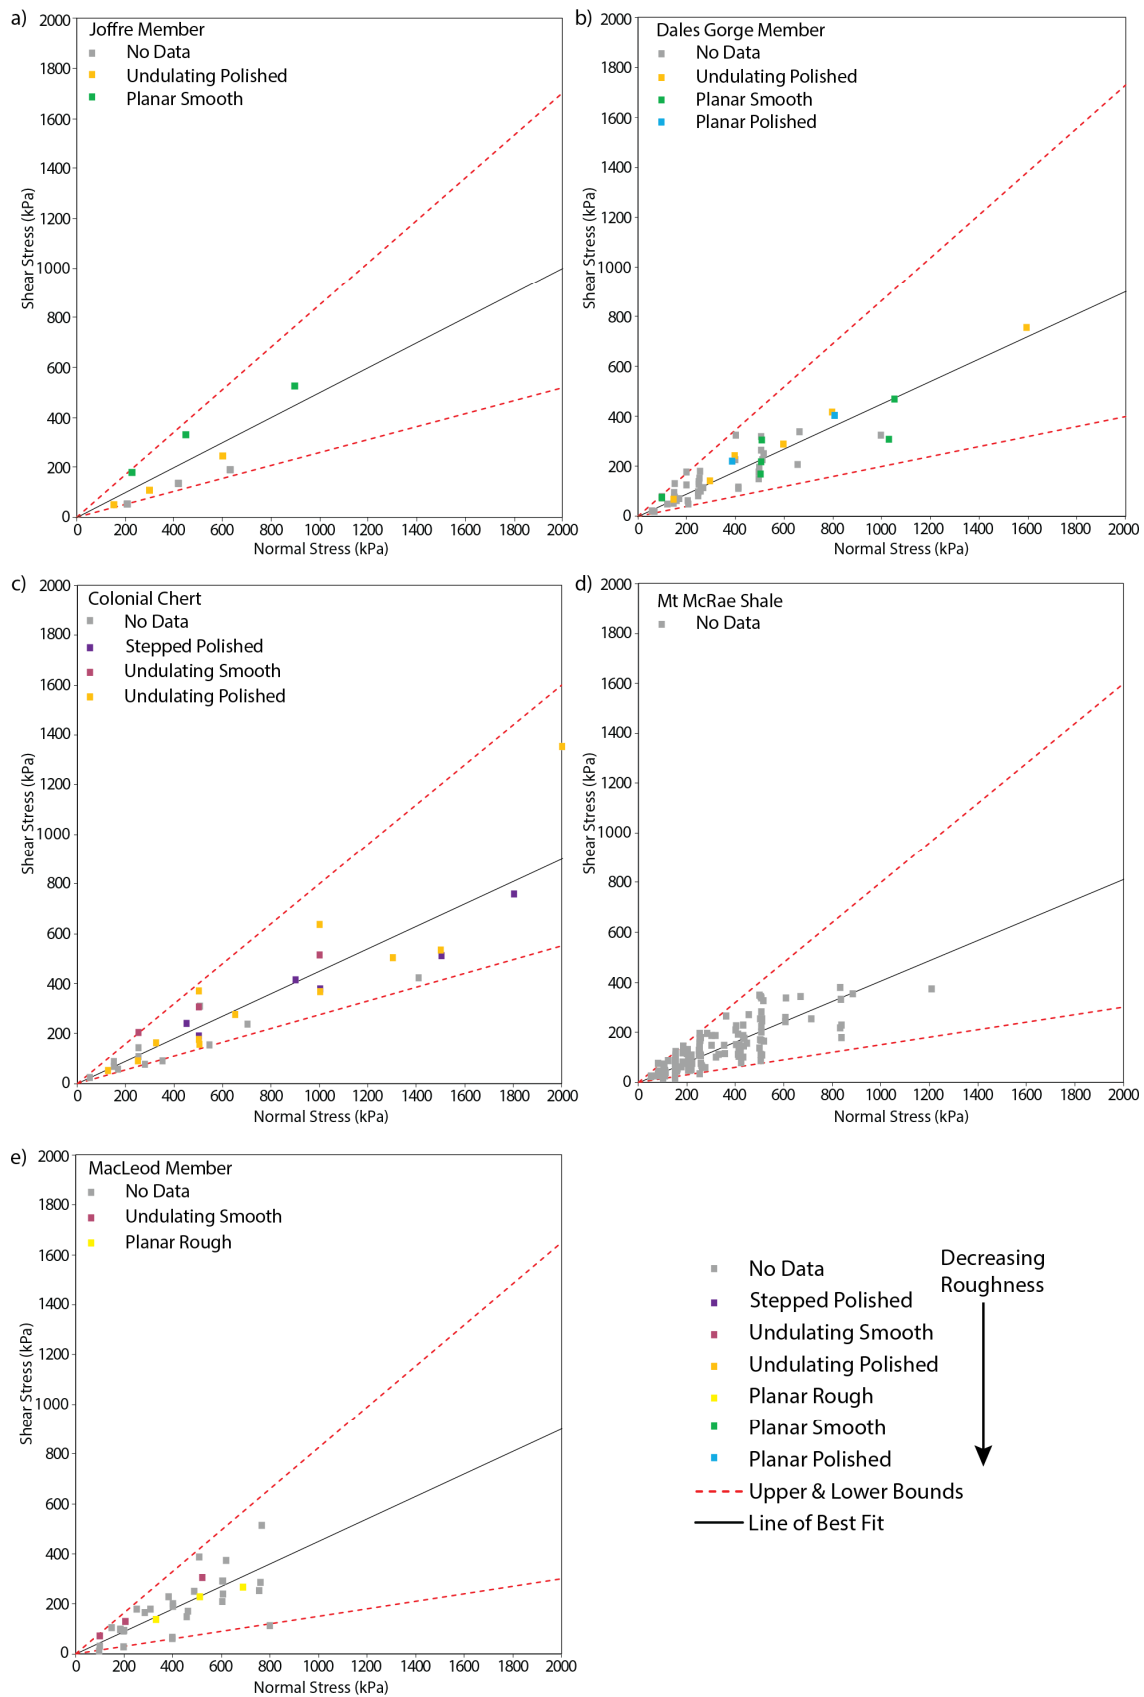 a)
Joffre Member
No Data
Undulating Polished
Planar Smooth
2000
1800
1600
1400
1200
1000
800
600
400
200
0
Shear Stress (kPa)
200 400 600 800 1000 1200 1400 1600 1800 2000
Normal Stress (kPa)
b)
Dales Gorge Member
No Data
Undulating Polished
Planar Smooth
Planar Polished
2000
1800
1600
1400
1200
1000
800
600
400
200
0
Shear Stress (kPa)
0 200 400 600 800 1000 1200 1400 1600 1800 2000
Normal Stress (kPa)
c)
Colonial Chert
No Data
Stepped Polished
Undulating Smooth
Undulating Polished
2000
1800
1600
1400
1200
1000
800
600
400
200
0
Shear Stress (kPa)
200 400 600 800 1000 1200 1400 1600 1800 2000
Normal Stress (kPa)
d)
Mt McRae Shale
No Data
2000
1800
1600
1400
1200
1000
800
600
400
200
0
Shear Stress (kPa)
0 200 400 600 800 1000 1200 1400 1600 1800 2000
Normal Stress (kPa)
e)
MacLeod Member
No Data
Undulating Smooth
Planar Rough
2000
1800
1600
1400
1200
1000
800
600
400
200
0
Shear Stress (kPa)
0 200 400 600 800 1000 1200 1400 1600 1800 2000
Normal Stress (kPa)
Decreasing
Roughness
No Data
Stepped Polished
Undulating Smooth
Undulating Polished
Planar Rough
Planar Smooth
Planar Polished
Upper & Lower Bounds
Line of Best Fit